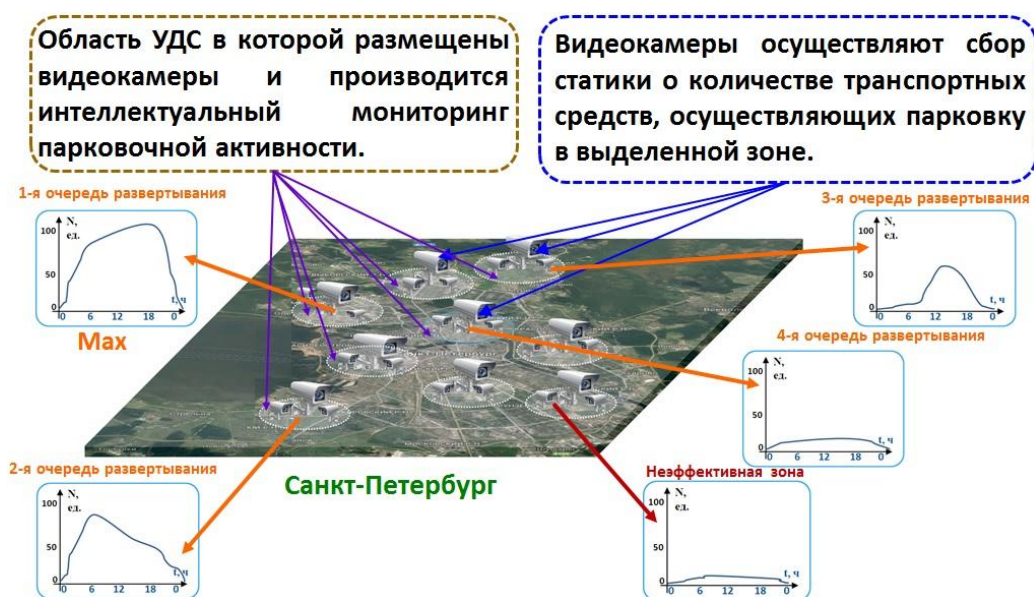 Область УДС в которой размещены
видеокамеры и производится
интеллектуальный мониторинг
парковочной активности.
Видеокамеры осуществляют сбор
статики о количестве транспортных
средств, осуществляющих парковку
в выделенной зоне.
1-я очередь развертывания
N,
ед.
100
50
0
t, ч
0 6 12 18 0
Max
3-я очередь развертывания
N,
ед.
100
50
0
t, ч
0 6 12 18 0
4-я очередь развертывания
N,
ед.
100
50
0
t, ч
0 6 12 18 0
2-я очередь развертывания
N,
ед.
100
50
0
t, ч
0 6 12 18 0
Санкт-Петербург
Неэффективная зона
N,
ед.
100
50
0
t, ч
0 6 12 18 0